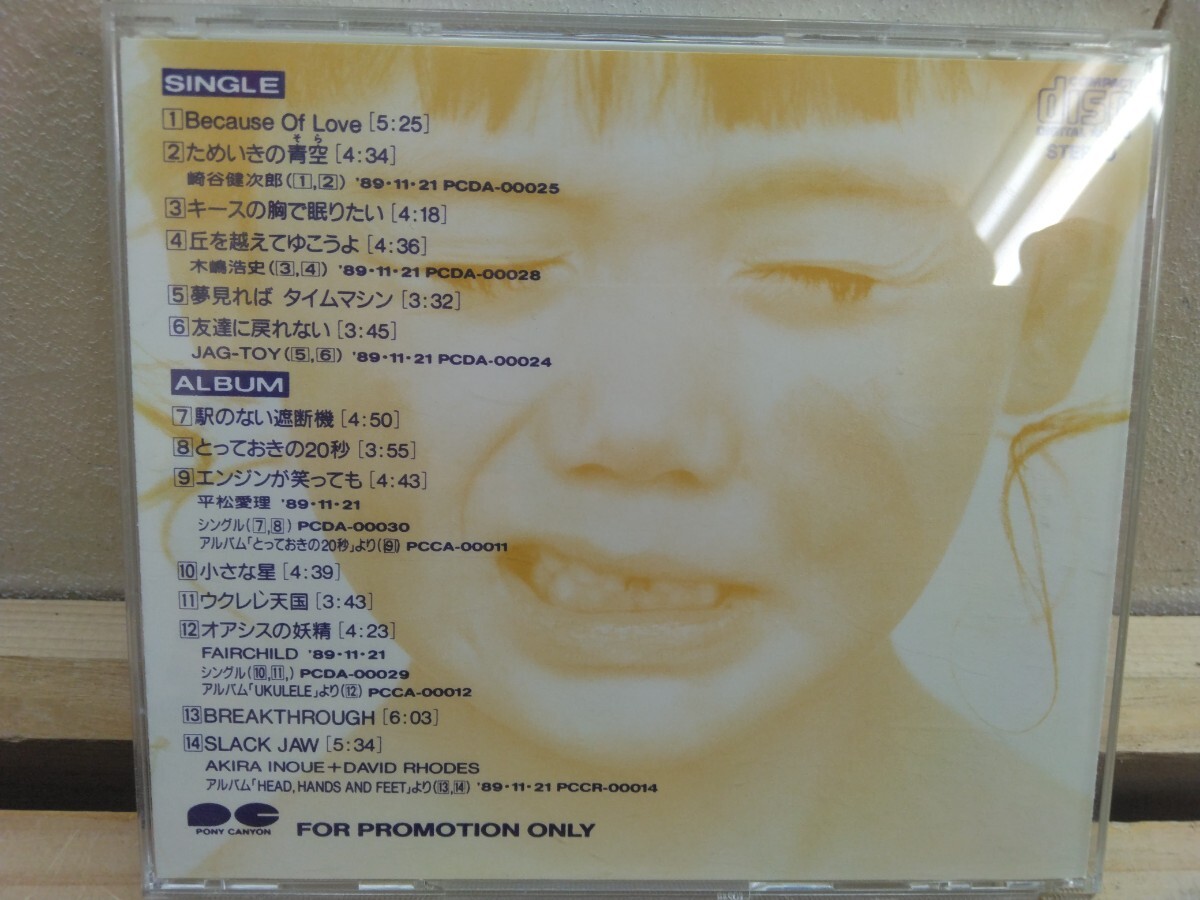 SINGLE
1 Because Of Love [5:25]
そら
2 ためいきの青空 [4:34]
崎谷健次郎(1,2) '89・11・21 PCDA-00025
3 キースの胸で眠りたい [4:18]
4 丘を越えてゆこうよ [4:36]
木嶋浩史(3,4) '89・11・21 PCDA-00028
5 夢見れば タイムマシン [3:32]
6 友達に戻れない [3:45]
JAG-TOY(5,6) '89・11・21 PCDA-00024
ALBUM
7 駅のない遮断機 [4:50]
8 とっておきの20秒 [3:55]
9 エンジンが笑っても [4:43]
平松愛理 '89・11・21
シングル(7,8) PCDA-00030
アルバム「とっておきの20秒」より(9) PCCA-00011
10 小さな星 [4:39]
11 ウクレレ天国 [3:43]
12 オアシスの妖精 [4:23]
FAIRCHILD '89・11・21
シングル(10,11,) PCDA-00029
アルバム「UKULELE」より(12) PCCA-00012
13 BREAKTHROUGH [6:03]
14 SLACK JAW [5:34]
AKIRA INOUE+DAVID RHODES
アルバム「HEAD, HANDS AND FEET」より(13,14) '89・11・21 PCCR-00014
PONY CANYON FOR PROMOTION ONLY
COMPACT
disc
DIGITAL AUDIO
STEREO